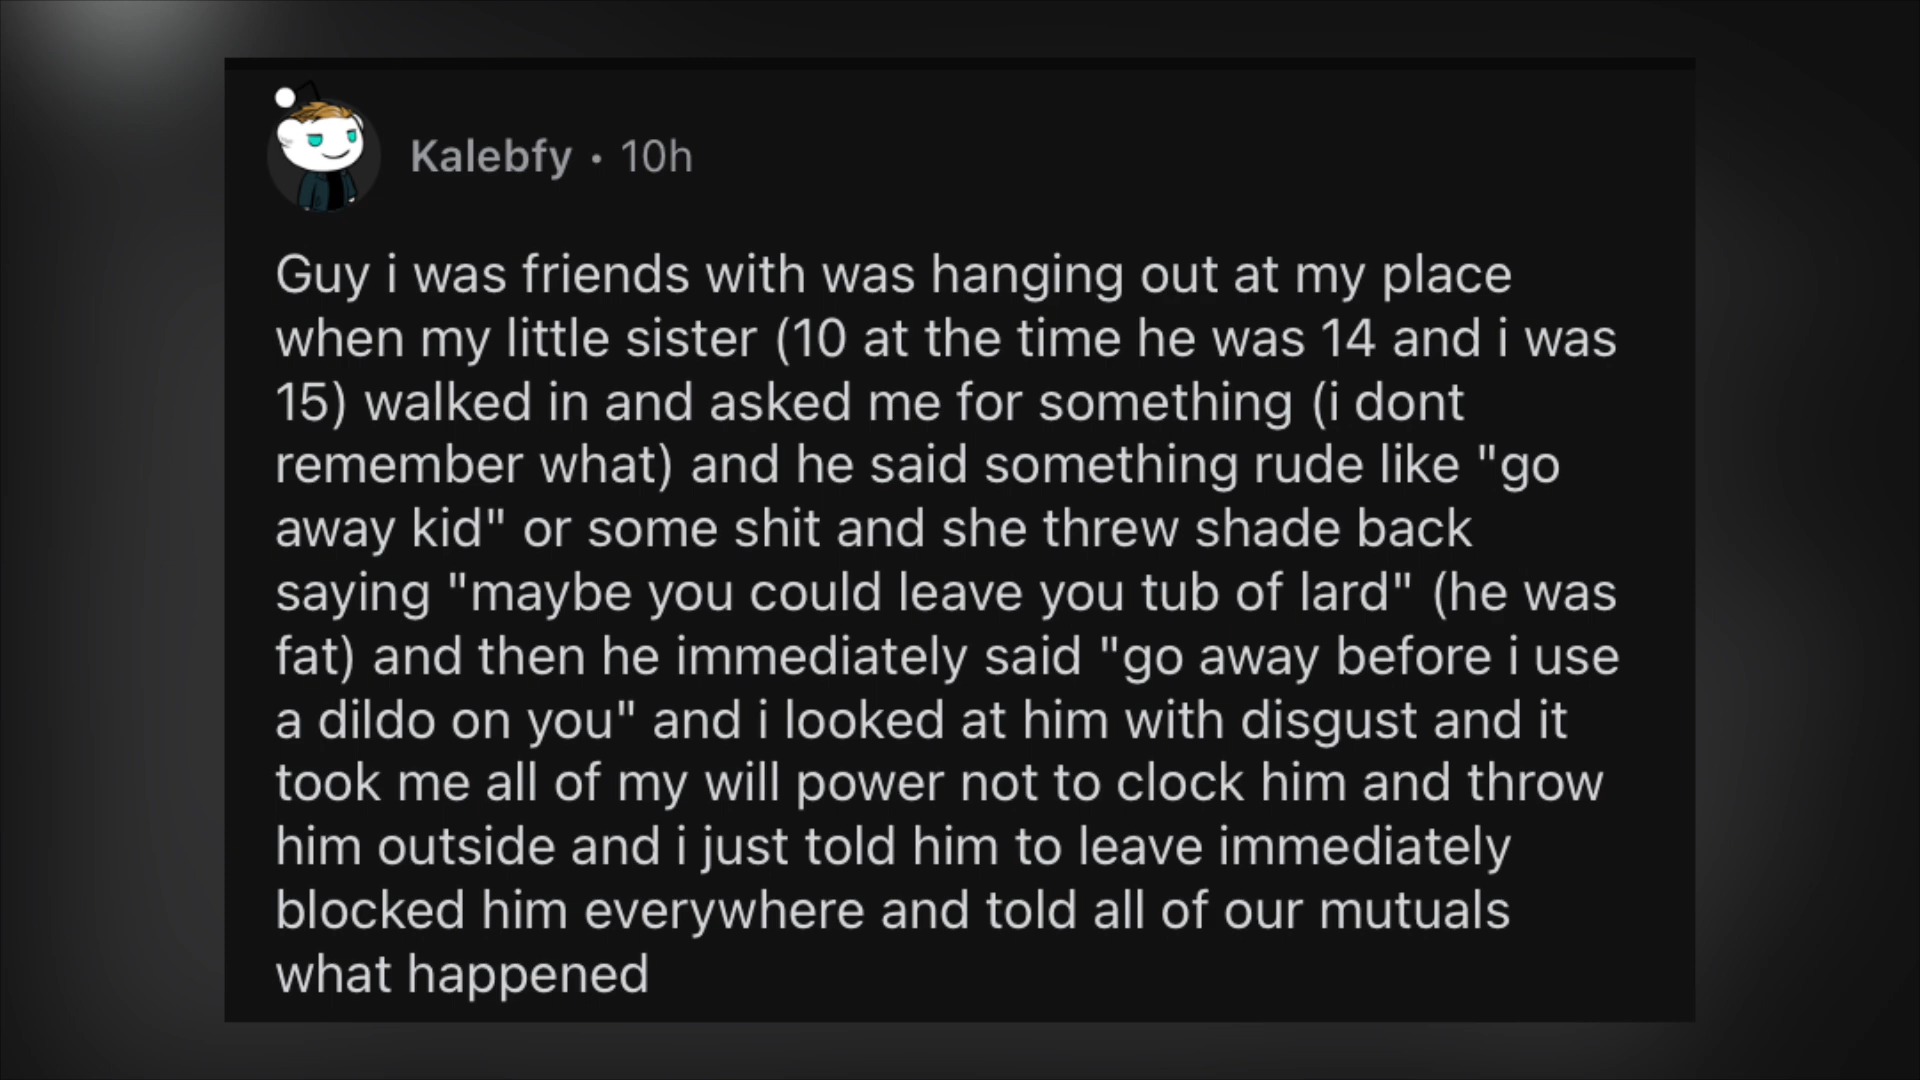 Kalebfy • 10h
Guy i was friends with was hanging out at my place
when my little sister (10 at the time he was 14 and i was
15) walked in and asked me for something (i dont
remember what) and he said something rude like "go
away kid" or some shit and she threw shade back
saying "maybe you could leave you tub of lard" (he was
fat) and then he immediately said "go away before i use
a dildo on you" and i looked at him with disgust and it
took me all of my will power not to clock him and throw
him outside and i just told him to leave immediately
blocked him everywhere and told all of our mutuals
what happened